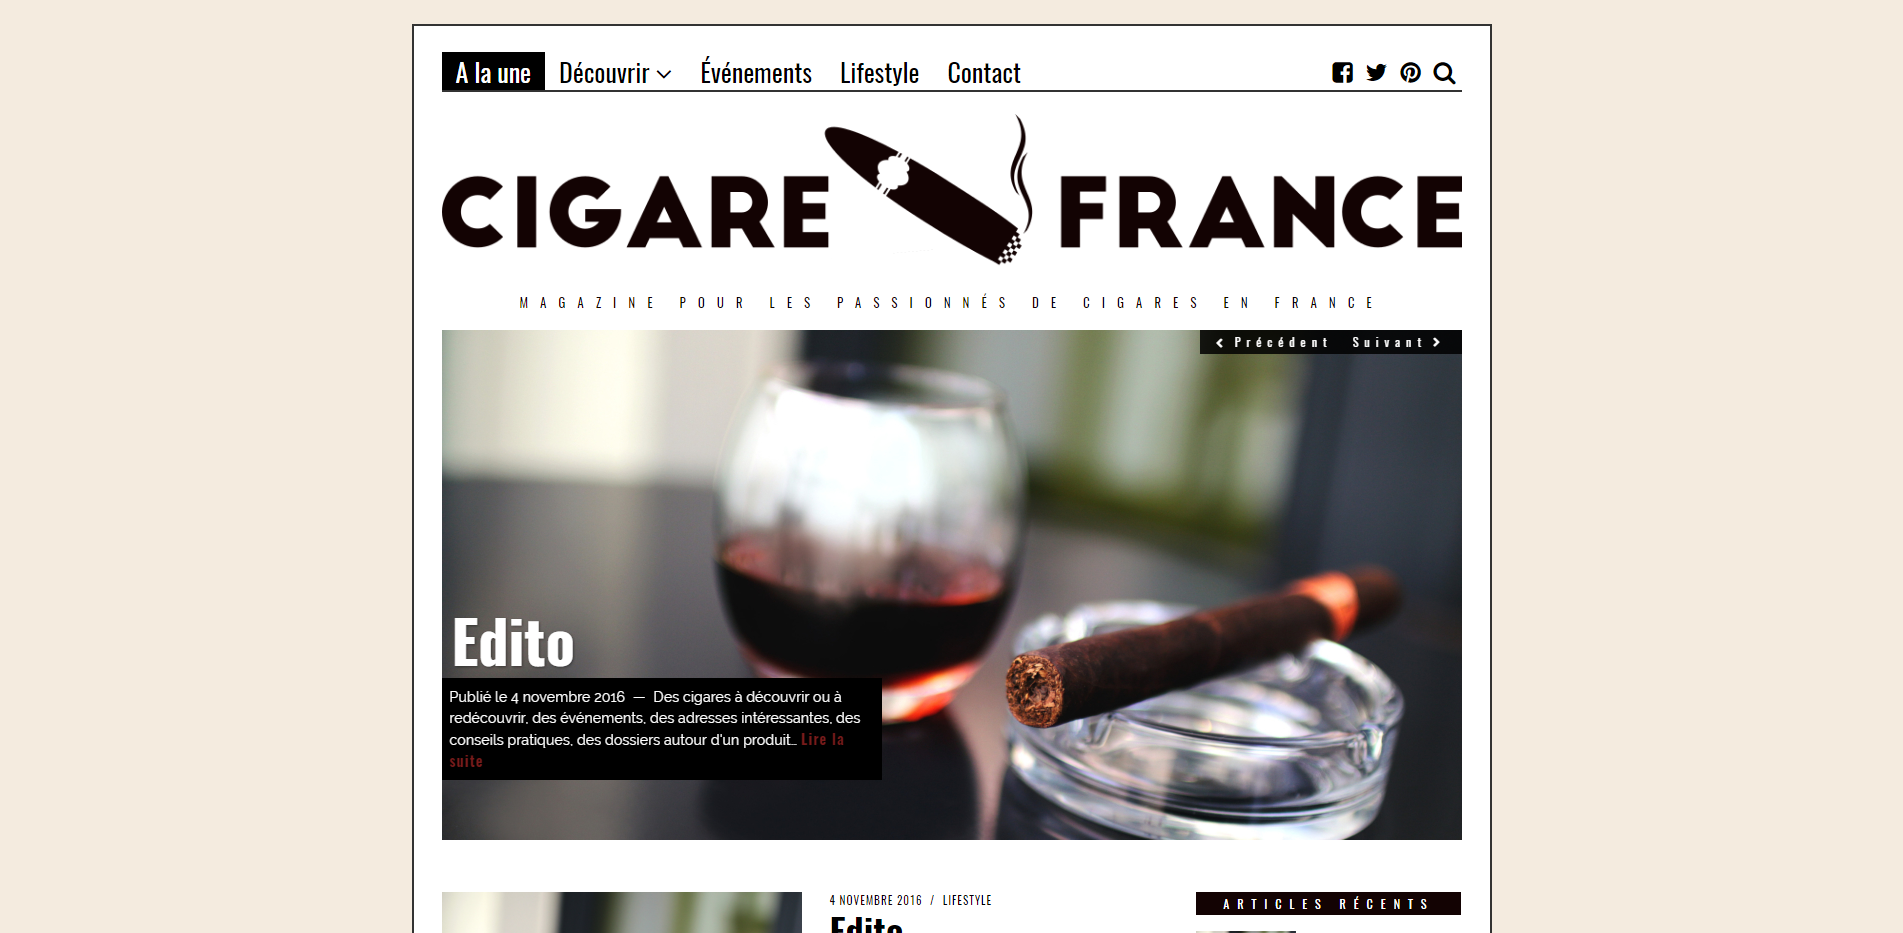 A la une Découvrir Événements Lifestyle Contact
CIGARE FRANCE
MAGAZINE POUR LES PASSIONNÉS DE CIGARES EN FRANCE
Précédent Suivant
Edito
Publié le 4 novembre 2016 — Des cigares à découvrir ou à
redécouvrir, des événements, des adresses intéressantes, des
conseils pratiques, des dossiers autour d'un produit... Lire la
suite
4 NOVEMBRE 2016 / LIFESTYLE
Edito
ARTICLES RÉCENTS